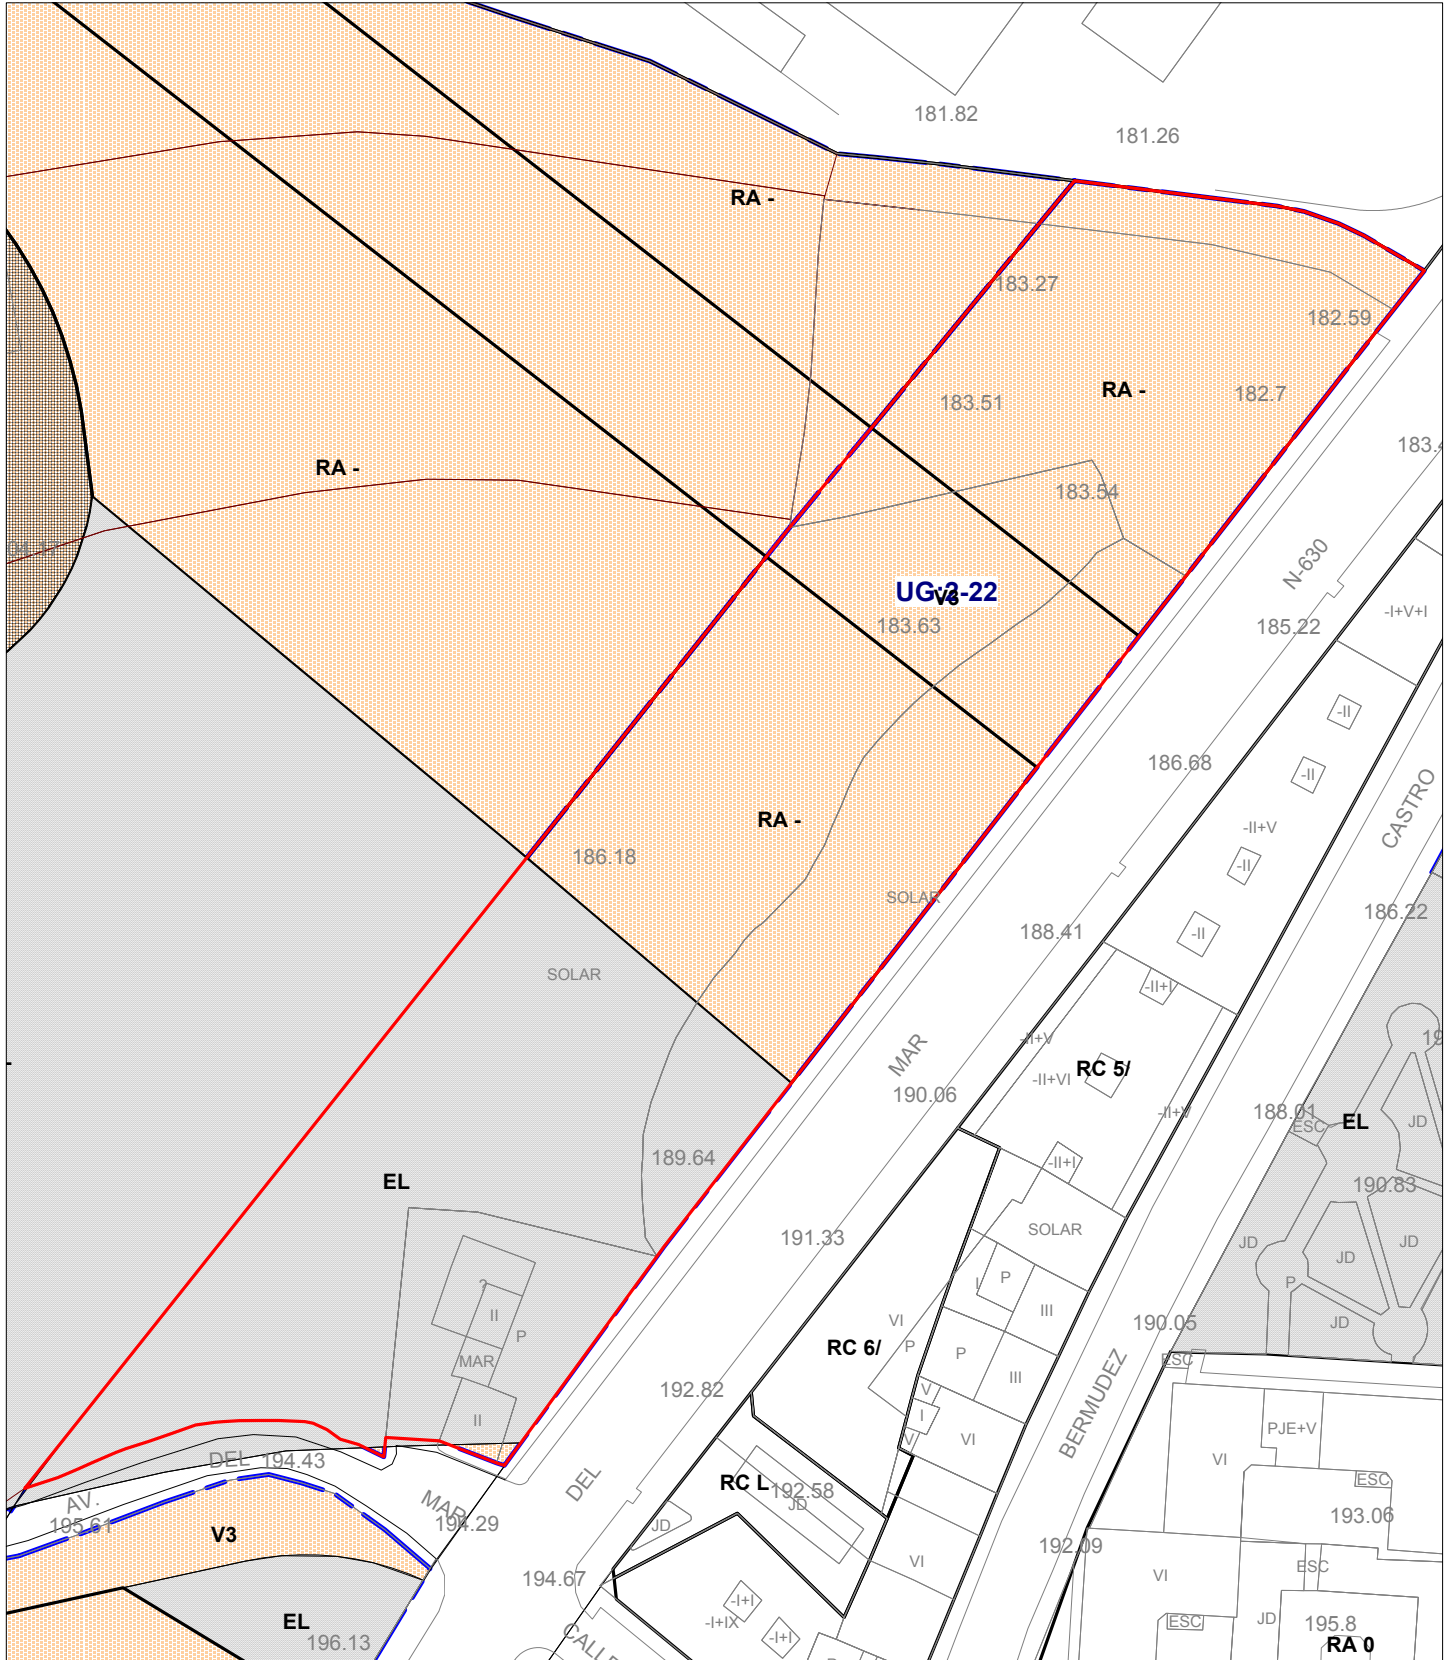 181.82
181.26
RA -
183.27
182.59
RA -
182.7
183.51
183.4
RA -
183.54
N-630
UG:2-22
V3
183.63
185.22
-I+V+I
-II
186.68
-II
CASTRO
RA -
-II+V
186.18
-II
SOLAR
186.22
188.41
-II
SOLAR
-II+I
-II+V
MAR
RC 5/
-II+VI
190.06
-II+V
188.01
ESC
EL
JD
189.64
-II+I
EL
190.83
191.33
SOLAR
JD
JD
JD
?
P
I
P
II
P
III
VI
190.05
JD
RC 6/
P
P
MAR
ESC
III
192.82
V
BERMUDEZ
II
I
V
VI
PJE+V
DEL
194.43
VI
DEL
RC L
192.58
JD
ESC
AV.
MAR
195.61
194.29
JD
193.06
V3
192.09
VI
ESC
194.67
VI
-I+I
EL
-I+IX
ESC
JD
195.8
196.13
-I+I
CALLE
RA 0